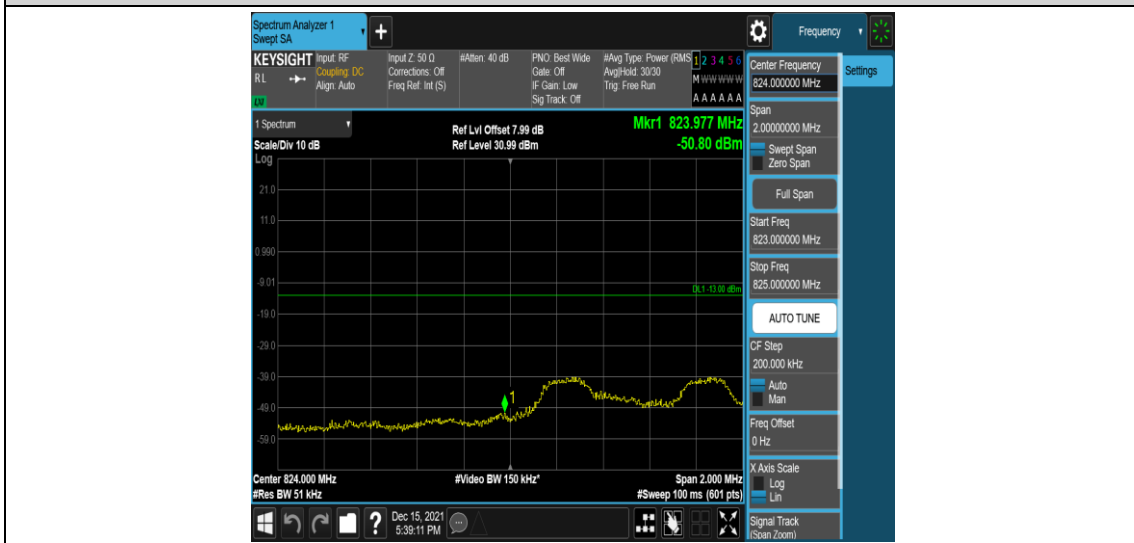 Spectrum Analyzer 1
Swept SA
+
Frequency
KEYSIGHT
RL
Input: RF
Coupling: DC
Align: Auto
Input Z: 50 Ω
Corrections: Off
Freq Ref: Int (S)
#Atten: 40 dB
PNO: Best Wide
Gate: Off
IF Gain: Low
Sig Track: Off
#Avg Type: Power (RMS
Avg|Hold: 30/30
Trig: Free Run
1 2 3 4 5 6
M W W W W W
A A A A A A
1 Spectrum
Scale/Div 10 dB
Log
Ref Lvl Offset 7.99 dB
Ref Level 30.99 dBm
Mkr1 823.977 MHz
-50.80 dBm
21.0
11.0
0.990
-9.01
DL1 -13.00 dBm
-19.0
-29.0
-39.0
-49.0
-59.0
1
Center 824.000 MHz
#Res BW 51 kHz
#Video BW 150 kHz*
Span 2.000 MHz
#Sweep 100 ms (601 pts)
Center Frequency
824.000000 MHz
Settings
Span
2.00000000 MHz
Swept Span
Zero Span
Full Span
Start Freq
823.000000 MHz
Stop Freq
825.000000 MHz
AUTO TUNE
CF Step
200.000 kHz
Auto
Man
Freq Offset
0 Hz
X Axis Scale
Log
Lin
Signal Track
(Span Zoom)
?
Dec 15, 2021
5:39:11 PM